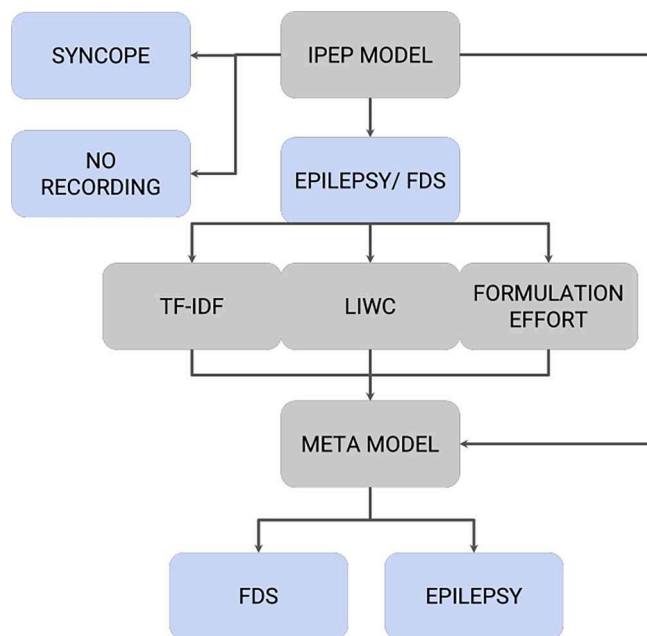 SYNCOPE
IPEP MODEL
NO
RECORDING
EPILEPSY/ FDS
TF-IDF
LIWC
FORMULATION
EFFORT
META MODEL
FDS
EPILEPSY